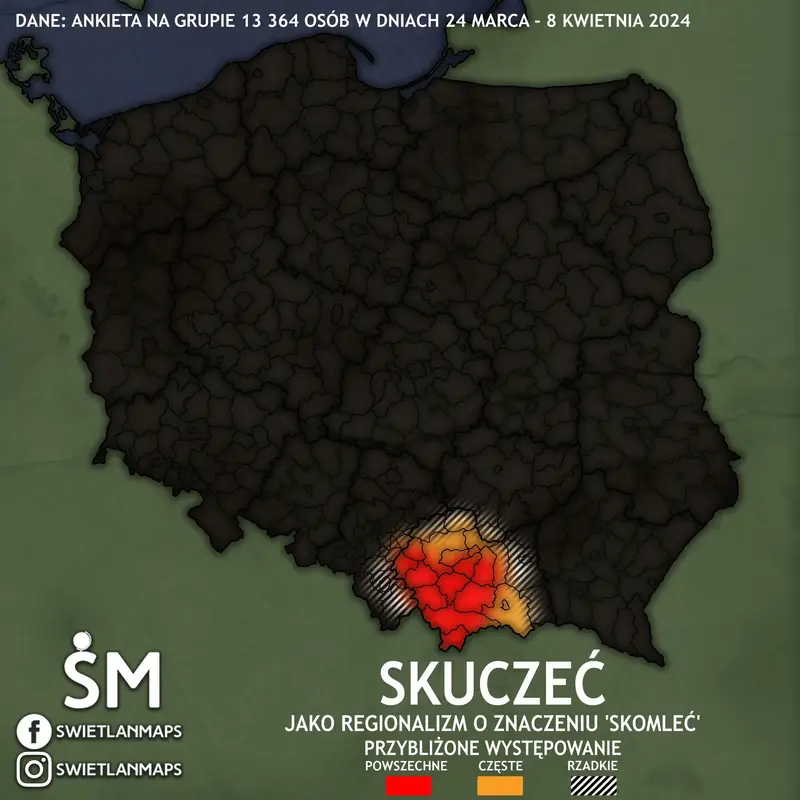 DANE: ANKIETA NA GRUPIE 13 364 OSÓB W DNIACH 24 MARCA - 8 KWIETNIA 2024
ŚM
SWIETLANMAPS
SWIETLANMAPS
SKUCZEĆ
JAKO REGIONALIZM O ZNACZENIU 'SKOMLEĆ'
PRZYBLIŻONE WYSTĘPOWANIE
POWSZECHNE CZĘSTE RZADKIE